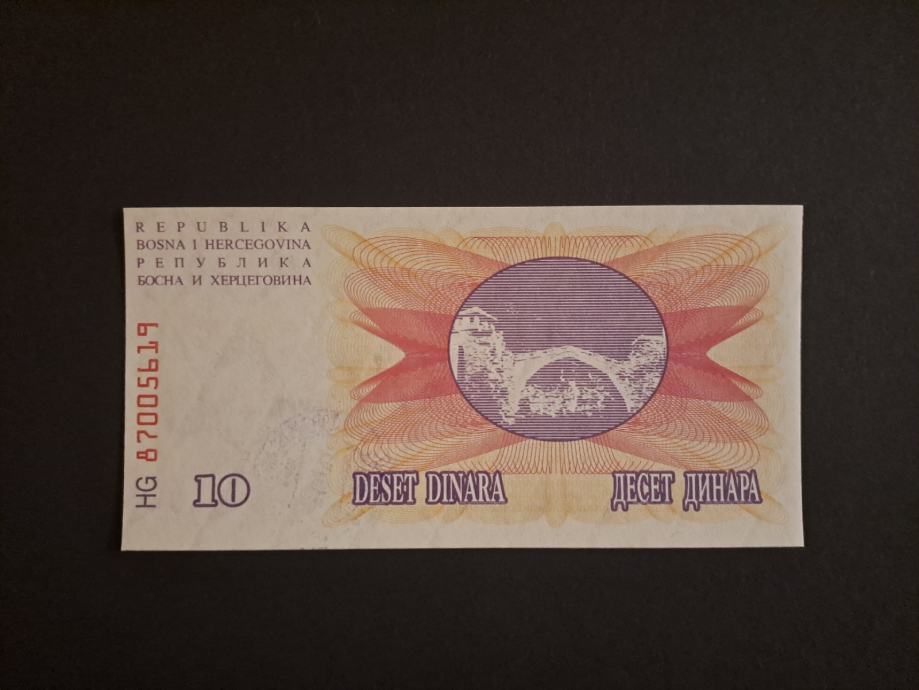 REPUBLIKA
BOSNA I HERCEGOVINA
РЕПУБЛИКА
БОСНА И ХЕРЦЕГОВИНА
HG 87005619
10
DESET DINARA
ДЕСЕТ ДИНАРА